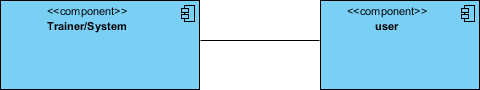 <<component>>
Trainer/System
<<component>>
user